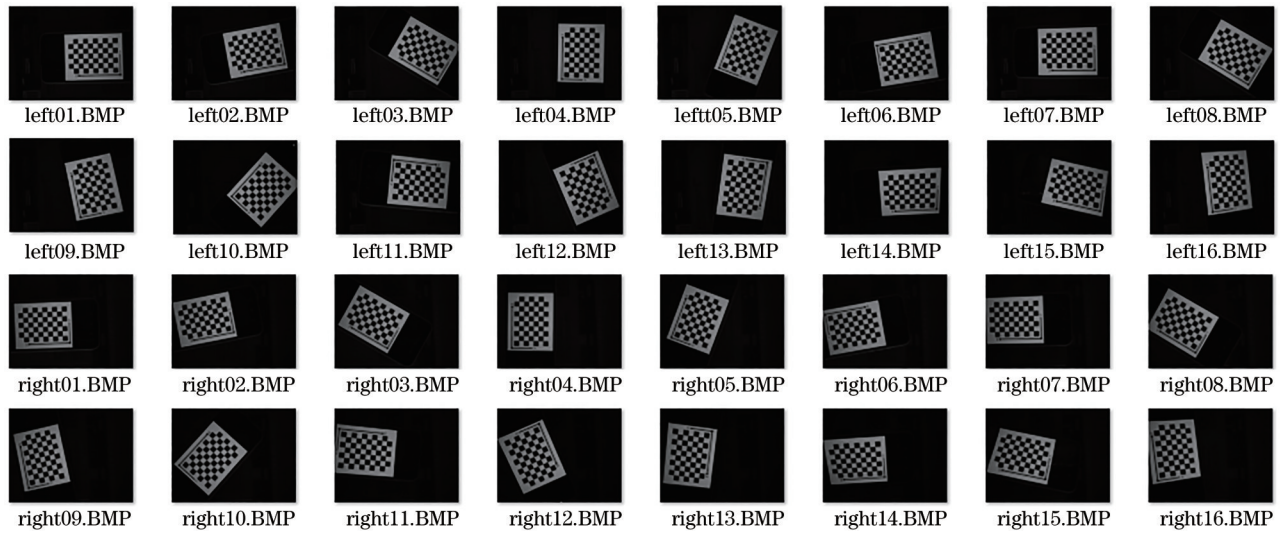 left01.BMP left02.BMP left03.BMP left04.BMP leftt05.BMP left06.BMP left07.BMP left08.BMP
left09.BMP left10.BMP left11.BMP left12.BMP left13.BMP left14.BMP left15.BMP left16.BMP
right01.BMP right02.BMP right03.BMP right04.BMP right05.BMP right06.BMP right07.BMP right08.BMP
right09.BMP right10.BMP right11.BMP right12.BMP right13.BMP right14.BMP right15.BMP right16.BMP